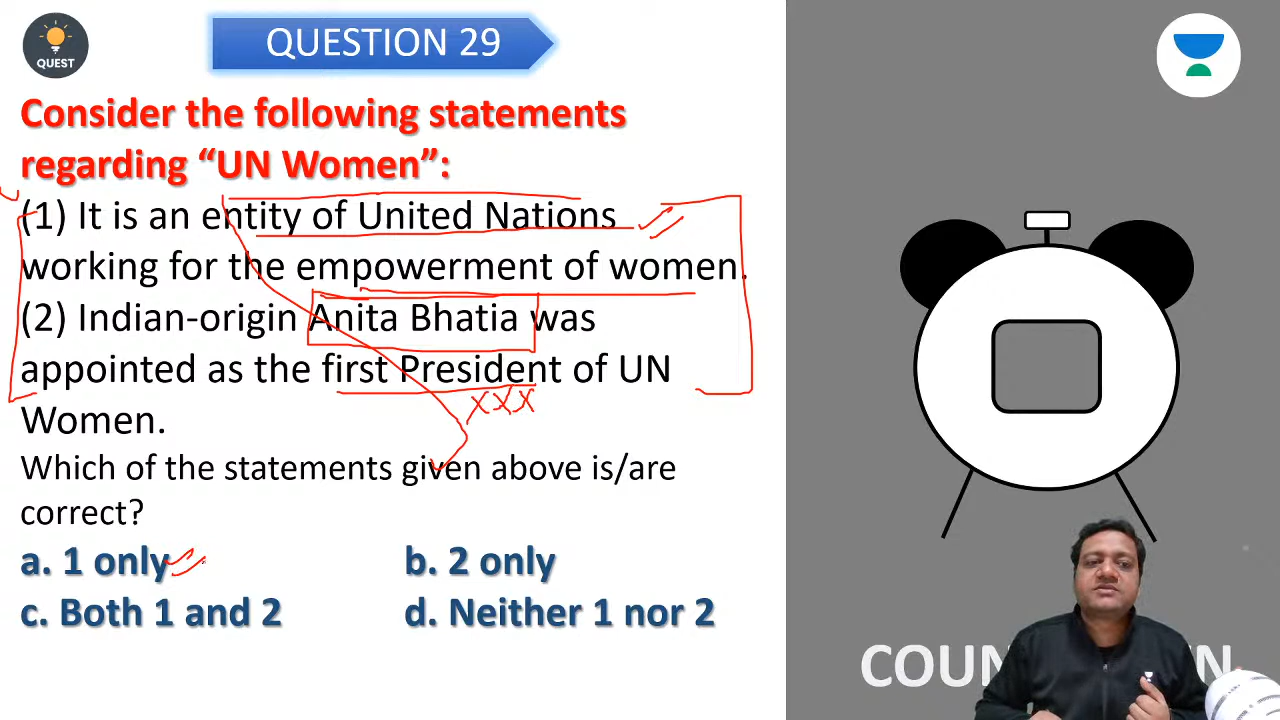 QUEST
QUESTION 29
Consider the following statements
regarding “UN Women”:
(1) It is an entity of United Nations
working for the empowerment of women.
(2) Indian-origin Anita Bhatia was
appointed as the first President of UN
Women.
Which of the statements given above is/are
correct?
a. 1 only
b. 2 only
c. Both 1 and 2
d. Neither 1 nor 2
XXX